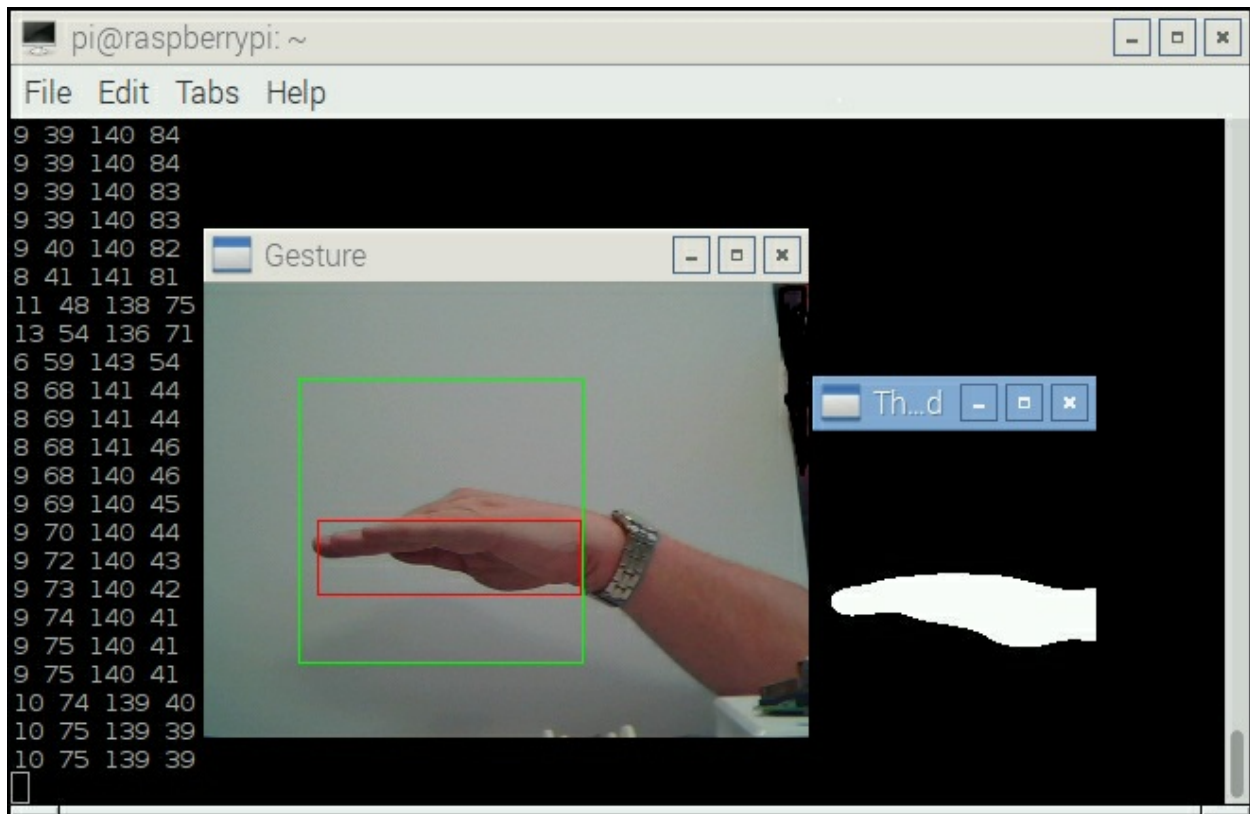 pi@raspberrypi: ~
File Edit Tabs Help
9 39 140 84
9 39 140 84
9 39 140 83
9 39 140 83
9 40 140 82
8 41 141 81
11 48 138 75
13 54 136 71
6 59 143 54
8 68 141 44
8 69 141 44
8 68 141 46
9 68 140 46
9 69 140 45
9 70 140 44
9 72 140 43
9 73 140 42
9 74 140 41
9 75 140 41
9 75 140 41
10 74 139 40
10 75 139 39
10 75 139 39
Gesture
Th...d